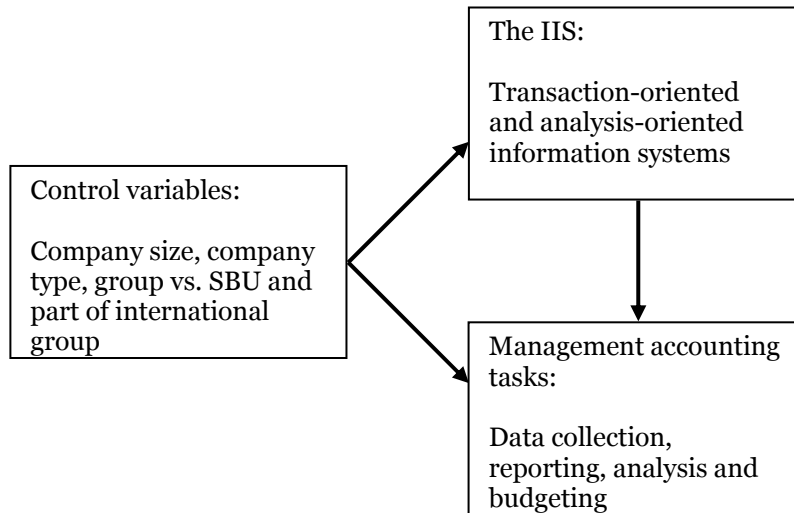 The IIS:
Transaction-oriented
and analysis-oriented
information systems
Control variables:
Company size, company
type, group vs. SBU and
part of international
group
Management accounting
tasks:
Data collection,
reporting, analysis and
budgeting